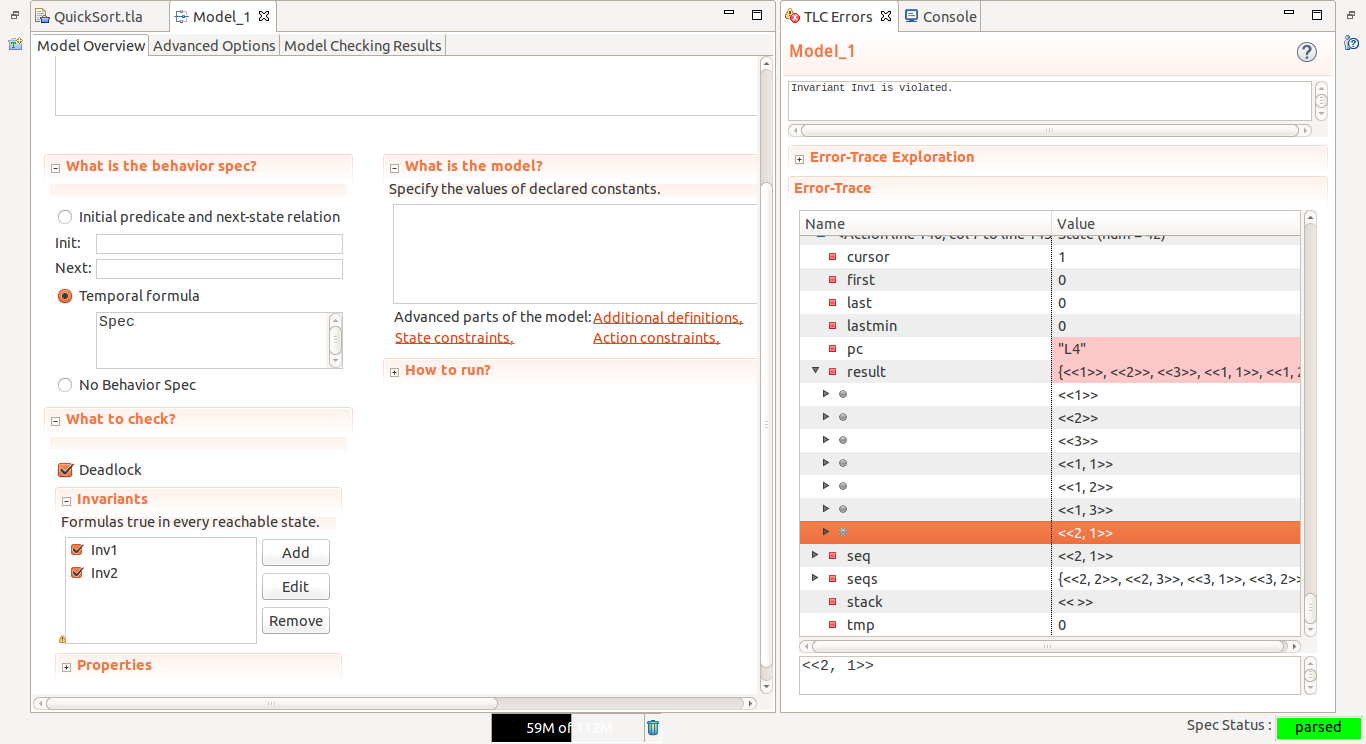 QuickSort.tla
Model_1
Model Overview
Advanced Options
Model Checking Results
What is the behavior spec?
Initial predicate and next-state relation
Init:
Next:
Temporal formula
Spec
No Behavior Spec
What to check?
Deadlock
Invariants
Formulas true in every reachable state.
Inv1
Inv2
Add
Edit
Remove
Properties
What is the model?
Specify the values of declared constants.
Advanced parts of the model: Additional definitions,
State constraints, Action constraints,
How to run?
TLC Errors
Console
Model_1
Invariant Inv1 is violated.
Error-Trace Exploration
Error-Trace
Name Value
State (num = 42)
cursor 1
first 0
last 0
lastmin 0
pc "L4"
result {<<1>>, <<2>>, <<3>>, <<1, 1>>, <<1, 2
<<1>>
<<2>>
<<3>>
<<1, 1>>
<<1, 2>>
<<1, 3>>
<<2, 1>>
seq <<2, 1>>
seqs {<<2, 2>>, <<2, 3>>, <<3, 1>>, <<3, 2>>
stack << >>
tmp 0
<<2, 1>>
59M of 112M
Spec Status :
parsed